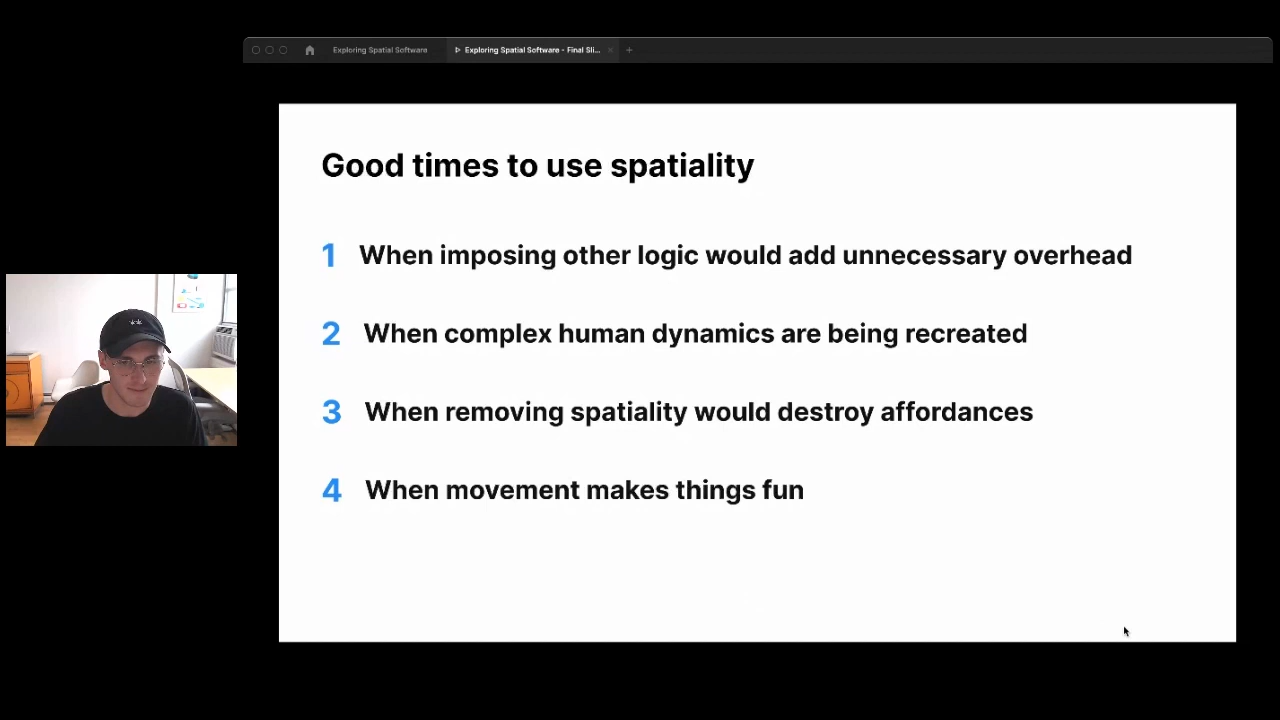 Exploring Spatial Software
Exploring Spatial Software - Final Sli...
Good times to use spatiality
1 When imposing other logic would add unnecessary overhead
2 When complex human dynamics are being recreated
3 When removing spatiality would destroy affordances
4 When movement makes things fun